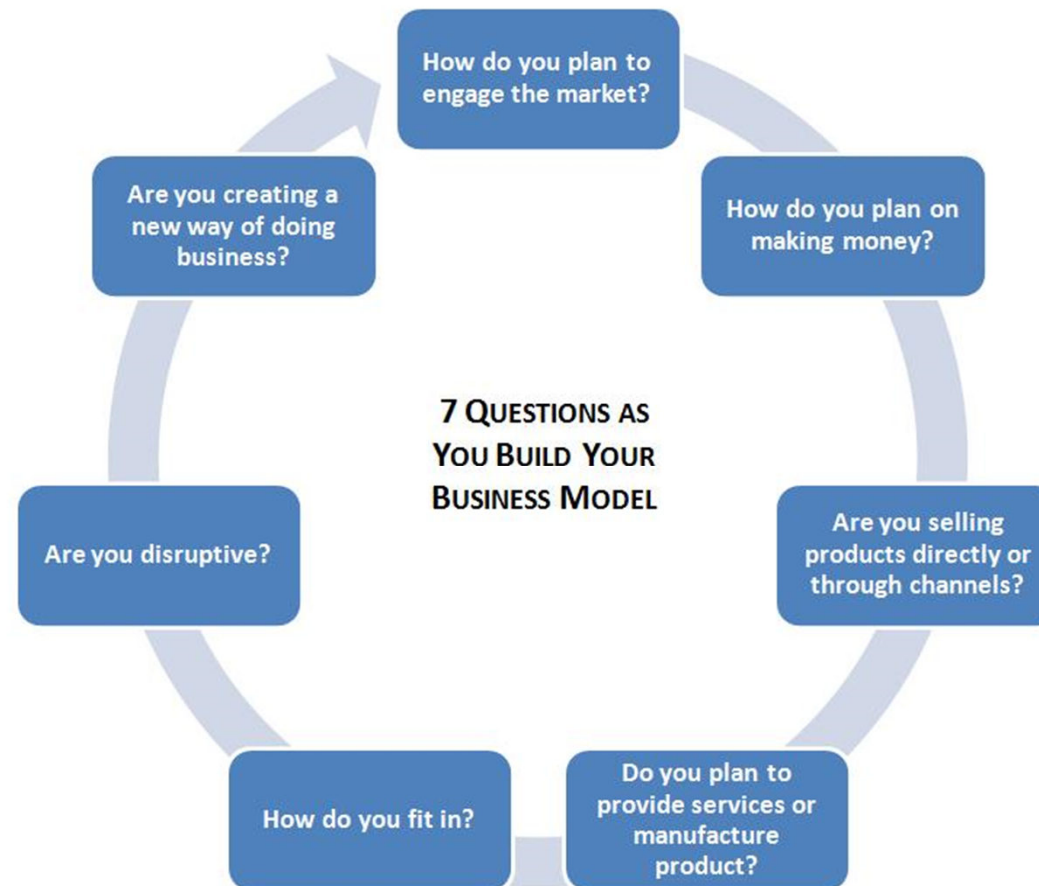 How do you plan to
engage the market?
How do you plan on
making money?
Are you selling
products directly or
through channels?
Do you plan to
provide services or
manufacture
product?
How do you fit in?
Are you disruptive?
Are you creating a
new way of doing
business?
7 QUESTIONS AS
YOU BUILD YOUR
BUSINESS MODEL